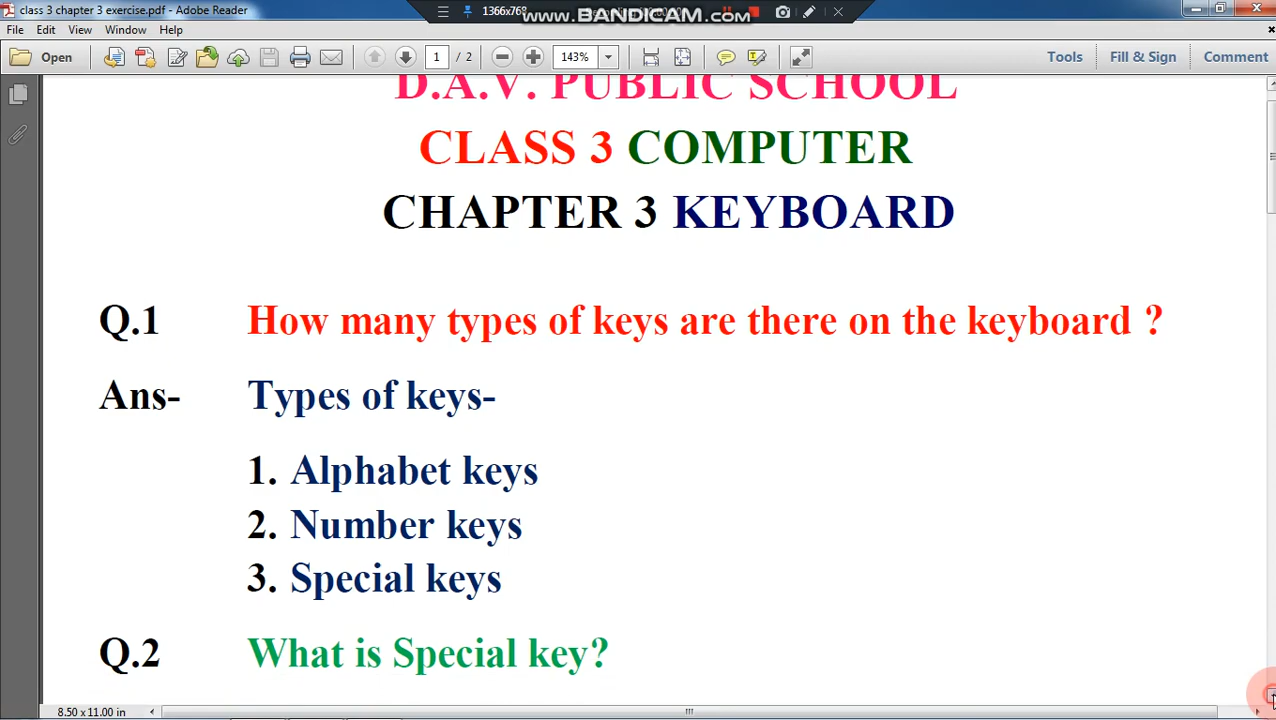 class 3 chapter 3 exercise.pdf - Adobe Reader
1366x768
www.BANDICAM.com
File Edit View Window Help
Open 1 / 2 143% Tools Fill & Sign Comment
D.A.V. PUBLIC SCHOOL
CLASS 3 COMPUTER
CHAPTER 3 KEYBOARD
Q.1 How many types of keys are there on the keyboard ?
Ans- Types of keys-
1. Alphabet keys
2. Number keys
3. Special keys
Q.2 What is Special key?
8.50 x 11.00 in